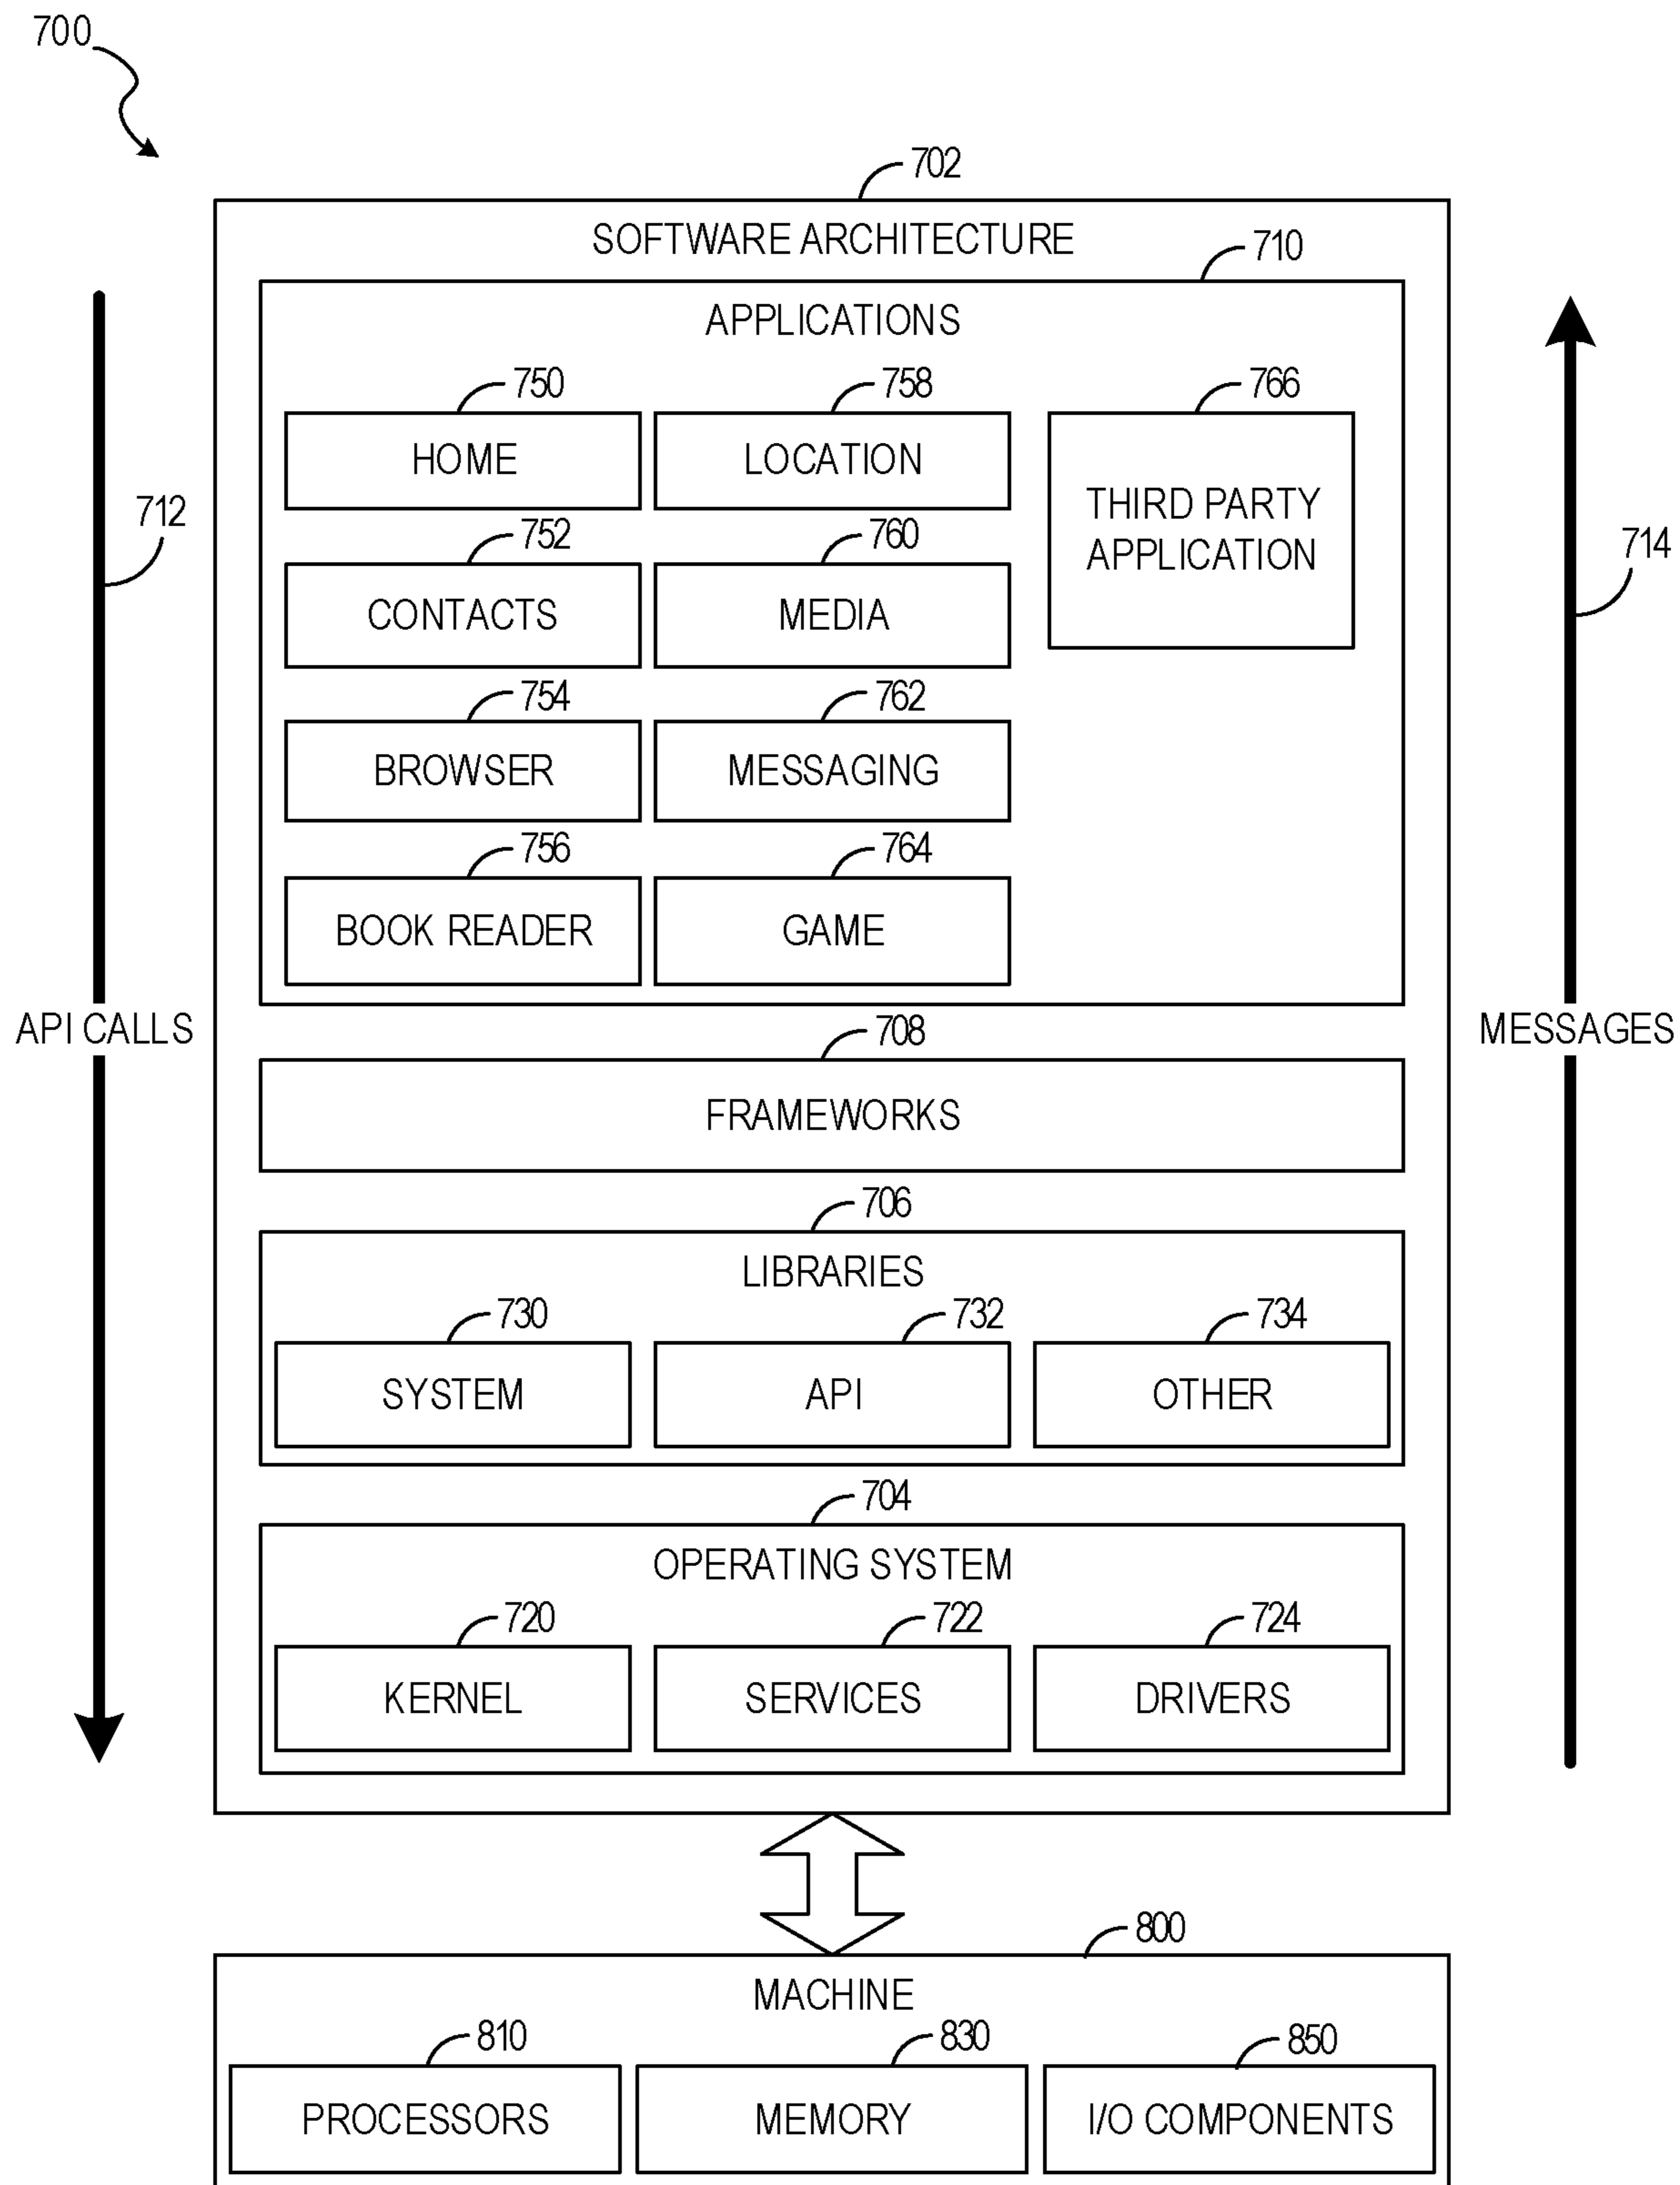 700
702
SOFTWARE ARCHITECTURE
710
APPLICATIONS
750
758
766
HOME
LOCATION
THIRD PARTY
APPLICATION
712
752
760
714
CONTACTS
MEDIA
754
762
BROWSER
MESSAGING
756
764
BOOK READER
GAME
API CALLS
MESSAGES
708
FRAMEWORKS
706
LIBRARIES
730
732
734
SYSTEM
API
OTHER
704
OPERATING SYSTEM
720
722
724
KERNEL
SERVICES
DRIVERS
800
MACHINE
810
830
850
PROCESSORS
MEMORY
I/O COMPONENTS